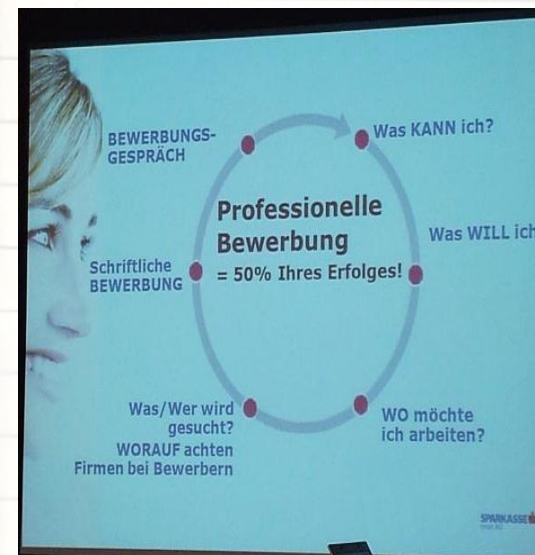 Professionelle
Bewerbung
= 50% Ihres Erfolges!
Was KANN ich?
Was WILL ich
WO möchte
ich arbeiten?
Was/Wer wird
gesucht?
WORAUF achten
Firmen bei Bewerbern
Schriftliche
BEWERBUNG
BEWERBUNGS-
GESPRÄCH
SPARKASSE